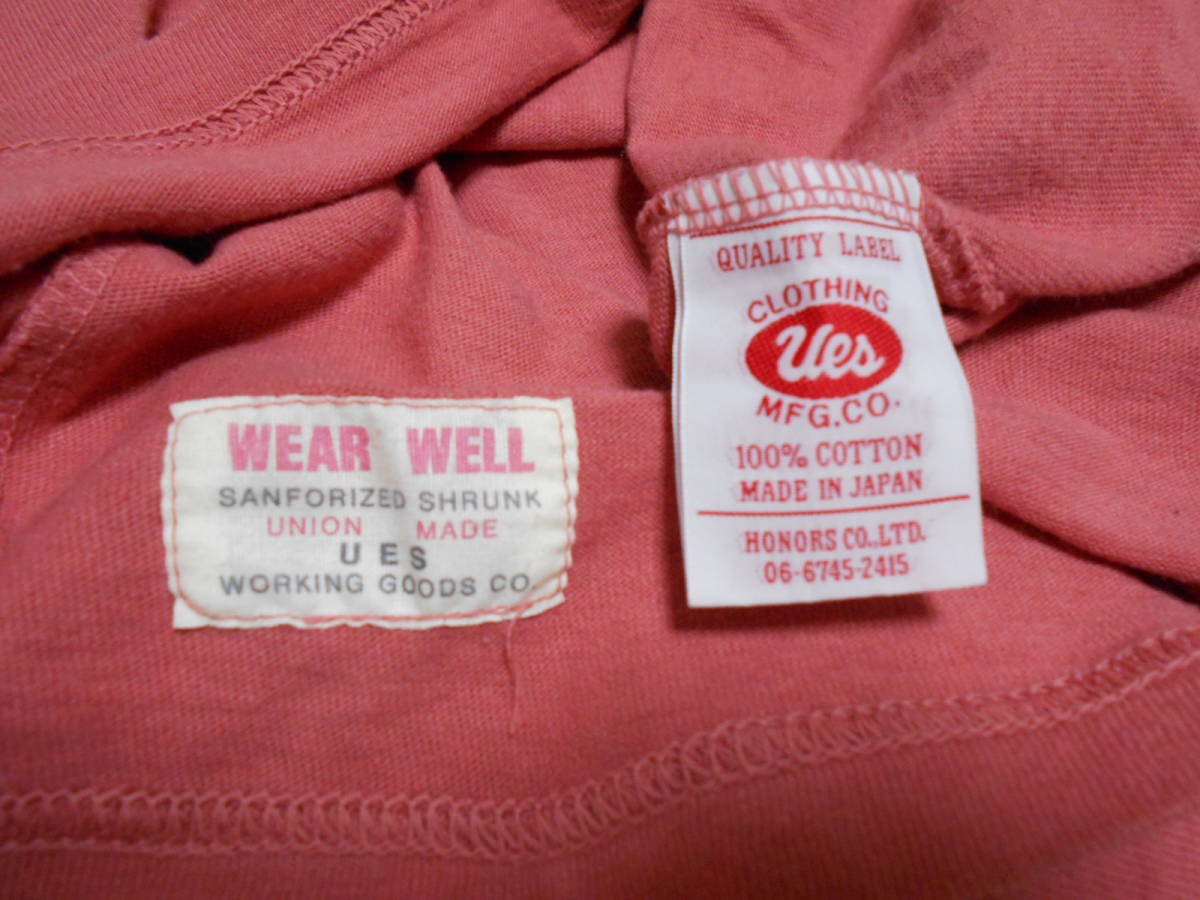 WEAR WELL
SANFORIZED SHRUNK
UNION MADE
UES
WORKING GOODS CO.
QUALITY LABEL
CLOTHING
Ues
MFG.CO.
100% COTTON
MADE IN JAPAN
HONORS CO.,LTD.
06-6745-2415